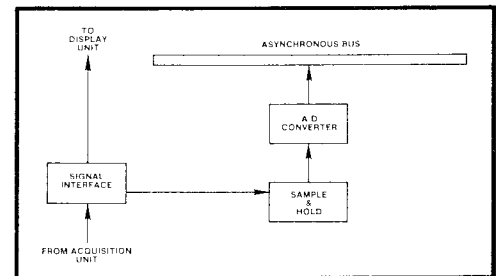 TO
DISPLAY
UNIT
ASYNCHRONOUS BUS
A D
CONVERTER
SIGNAL
INTERFACE
SAMPLE
&
HOLD
FROM ACQUISITION
UNIT